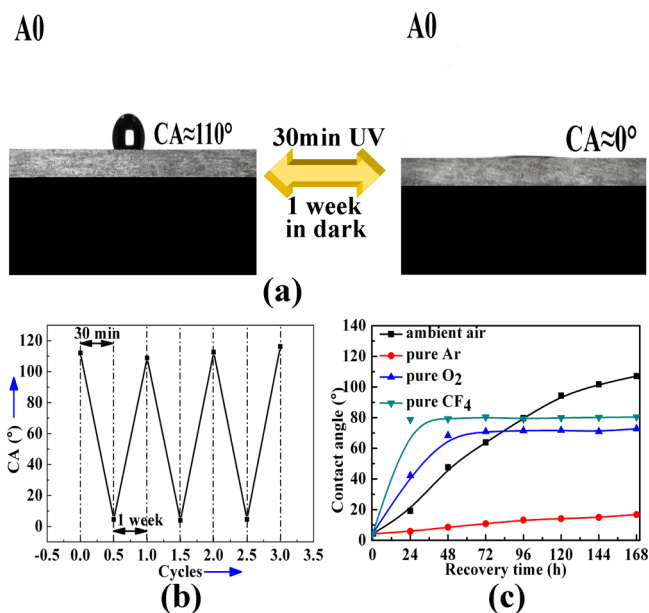 A0
A0
CA≈110°
30min UV
CA≈0°
1 week
in dark
(a)
30 min
1 week
CA (°)
120
100
80
60
40
20
0
-0.5 0.0 0.5 1.0 1.5 2.0 2.5 3.0 3.5
Cycles
(b)
ambient air
pure Ar
pure O2
pure CF4
Contact angle (°)
140
120
100
80
60
40
20
0
0 24 48 72 96 120 144 168
Recovery time (h)
(c)